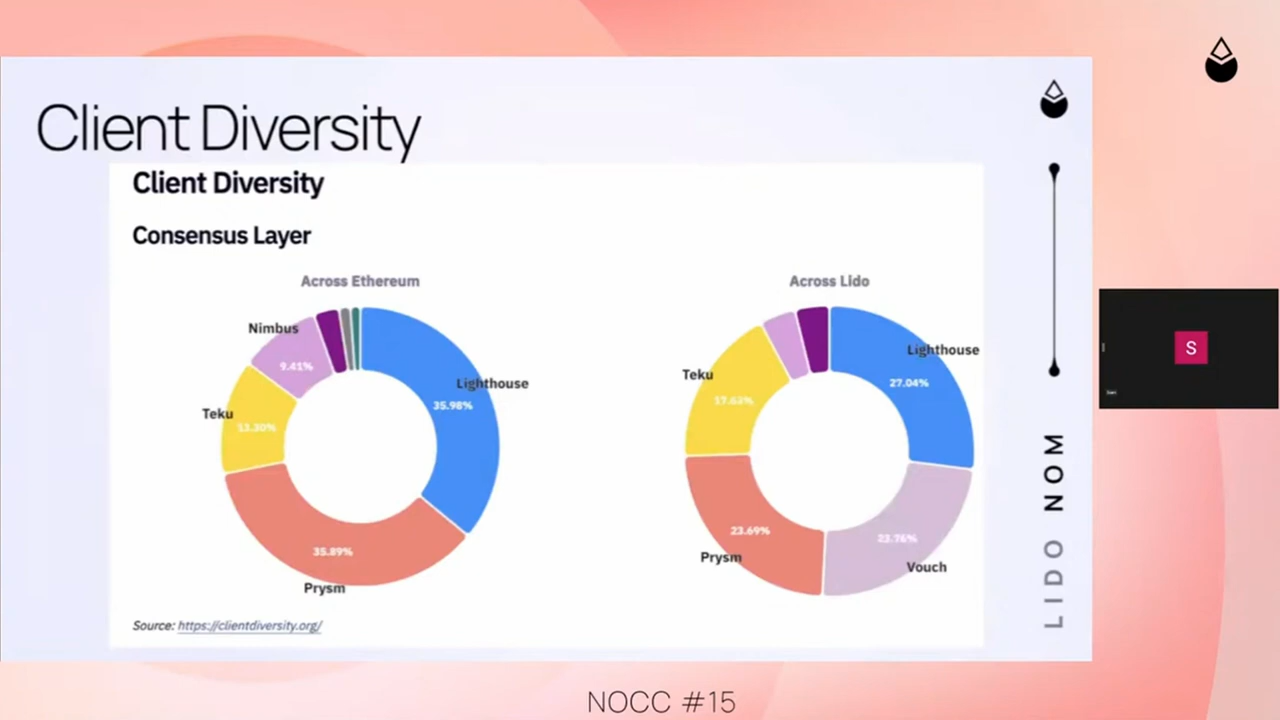 Client Diversity
Client Diversity
Consensus Layer
Across Ethereum
Nimbus
9.41%
Lighthouse
35.98%
Teku
13.30%
35.89%
Prysm
Across Lido
Lighthouse
27.04%
Teku
17.63%
23.69%
Prysm
23.76%
Vouch
Source: https://clientdiversity.org/
LIDO NOM
S
NOCC #15